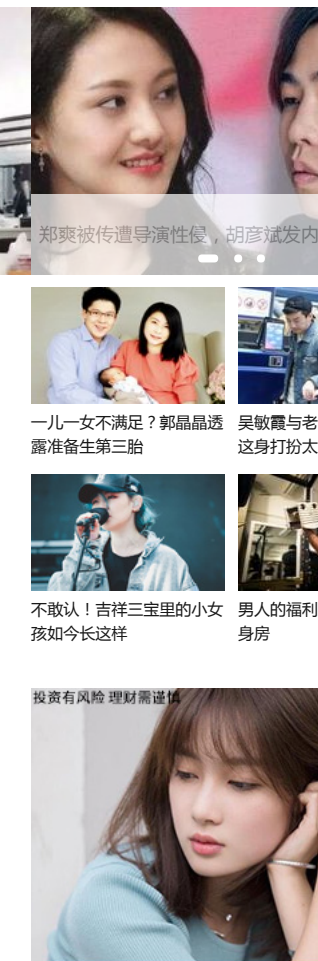 郑爽被传遭导演性侵，胡彦斌发内
一儿一女不满足？郭晶晶透
露准备生第三胎
吴敏霞与老
这身打扮太
不敢认！吉祥三宝里的小女
孩如今长这样
男人的福利
身房
投资有风险 理财需谨慎